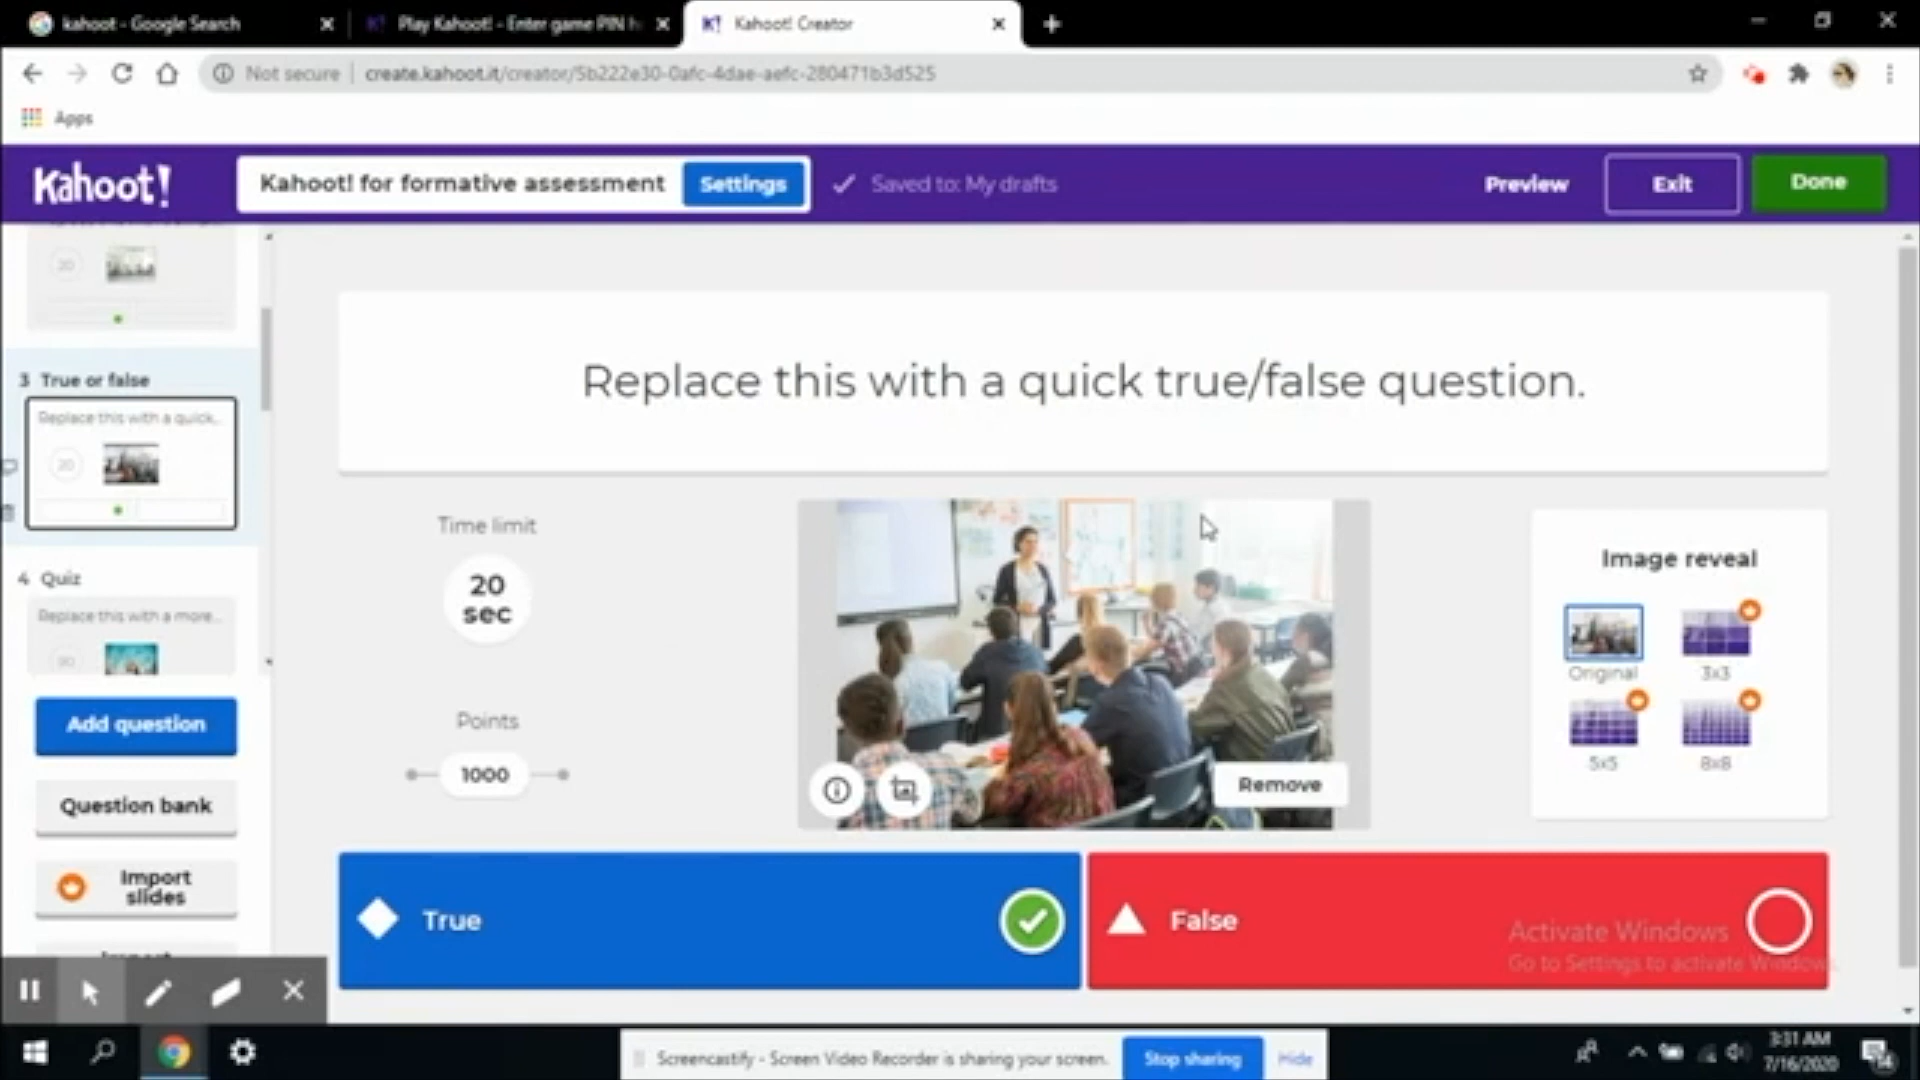 kahoot - Google Search
Play Kahoot! - Enter game PIN h
Kahoot! Creator
Not secure
create.kahoot.it/creator/5b222e30-0afc-4dae-aefc-280471b3d525
Apps
Kahoot!
Kahoot! for formative assessment
Settings
Saved to: My drafts
Preview
Exit
Done
20
3 True or false
Replace this with a quick...
20
4 Quiz
Replace this with a more...
90
Add question
Question bank
Import
slides
Import
Replace this with a quick true/false question.
Time limit
20
sec
Points
1000
Remove
Image reveal
Original
3x3
5x5
8x8
True
False
Activate Windows
Go to Settings to activate Windows.
Screencastify - Screen Video Recorder is sharing your screen.
Stop sharing
Hide
3:31 AM
7/16/2020
14